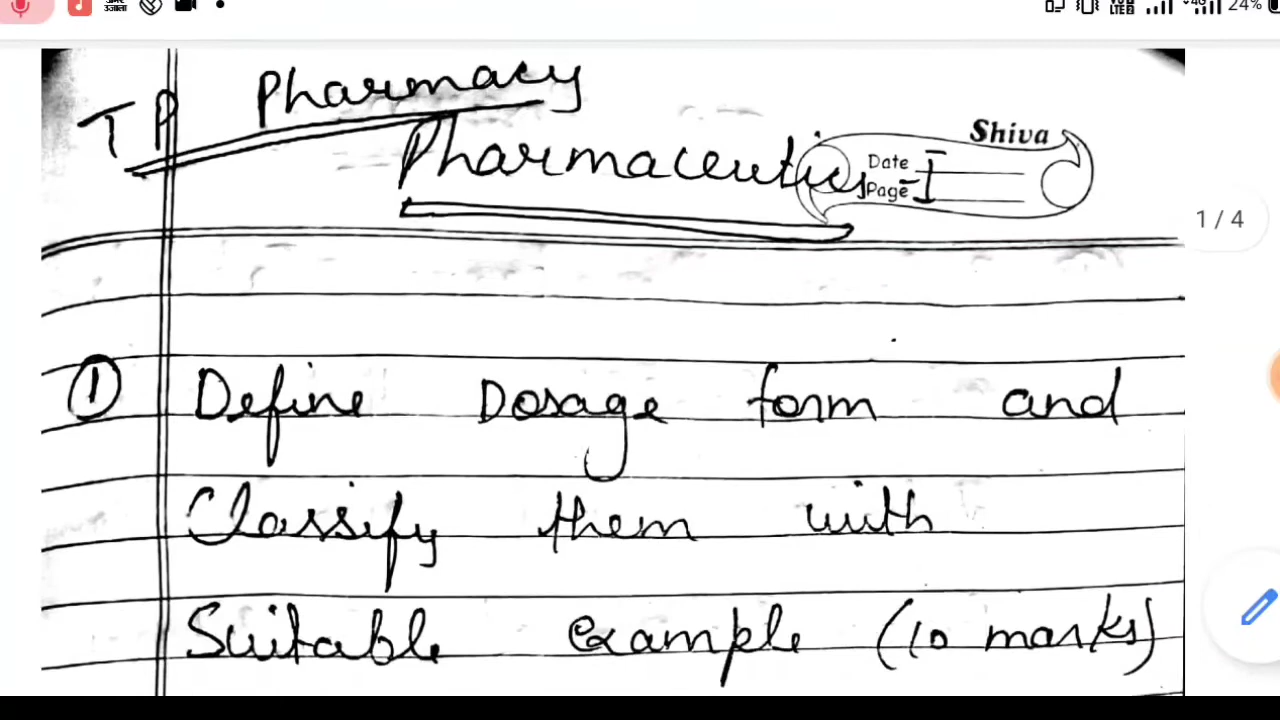 24%
TP Pharmacy
Pharmaceutics-I
Shiva
Date
Page
1 / 4
① Define Dosage form and
Classify them with
Suitable example (10 marks)